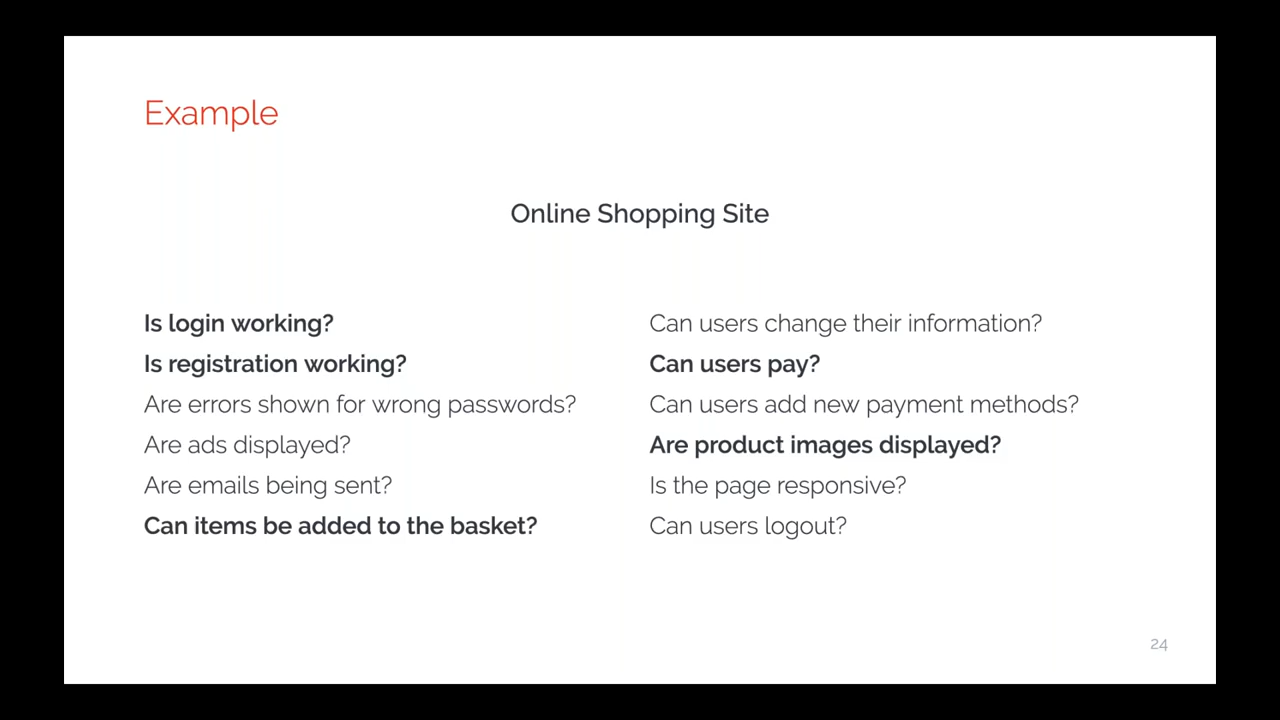 Example
Online Shopping Site
Is login working?
Is registration working?
Are errors shown for wrong passwords?
Are ads displayed?
Are emails being sent?
Can items be added to the basket?
Can users change their information?
Can users pay?
Can users add new payment methods?
Are product images displayed?
Is the page responsive?
Can users logout?
24